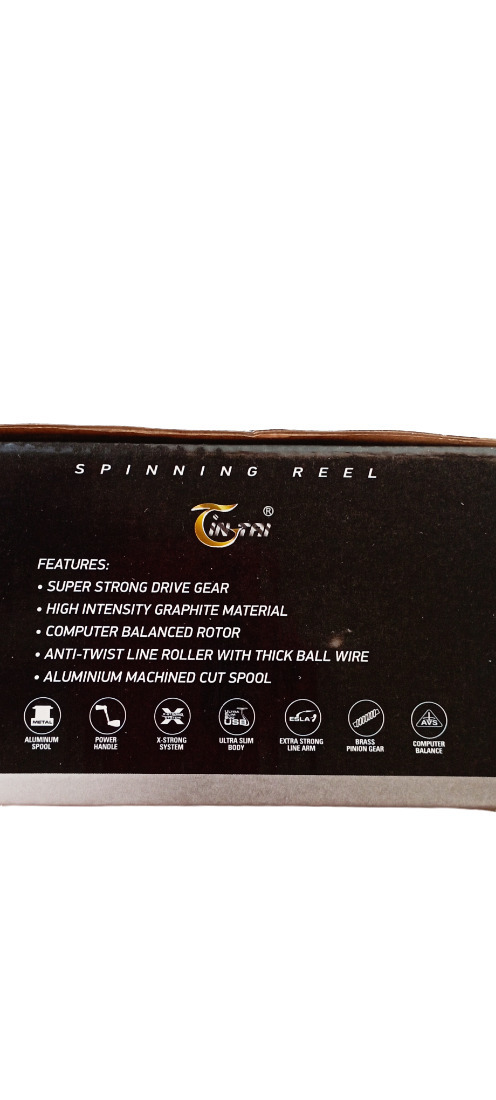 SPINNING REEL
®
FEATURES:
• SUPER STRONG DRIVE GEAR
• HIGH INTENSITY GRAPHITE MATERIAL
• COMPUTER BALANCED ROTOR
• ANTI-TWIST LINE ROLLER WITH THICK BALL WIRE
• ALUMINIUM MACHINED CUT SPOOL
METAL
ALUMINUM
SPOOL
POWER
HANDLE
X
X-STRONG
SYSTEM
USB
ULTRA SLIM
BODY
ESLA
EXTRA STRONG
LINE ARM
BRASS
PINION GEAR
AVS
COMPUTER
BALANCE